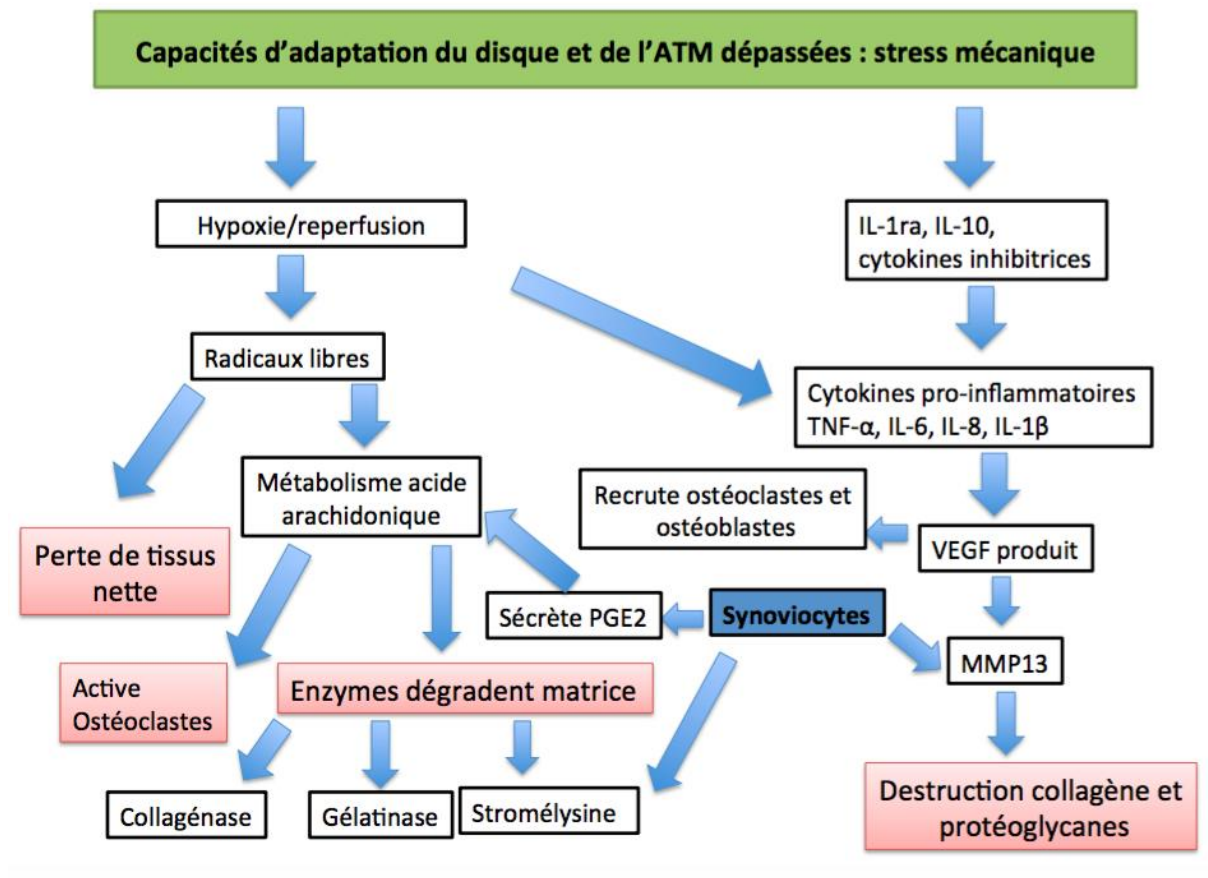 Capacités d’adaptation du disque et de l’ATM dépassées : stress mécanique
Hypoxie/reperfusion
IL-1ra, IL-10,
cytokines inhibitrices
Radicaux libres
Cytokines pro-inflammatoires
TNF-α, IL-6, IL-8, IL-1β
Métabolisme acide
arachidonique
Recrute ostéoclastes et
ostéoblastes
VEGF produit
Perte de tissus
nette
Sécrète PGE2
Synoviocytes
MMP13
Active
Ostéoclastes
Enzymes dégradent matrice
Collagénase
Gélatinase
Stromélysine
Destruction collagène et
protéoglycanes